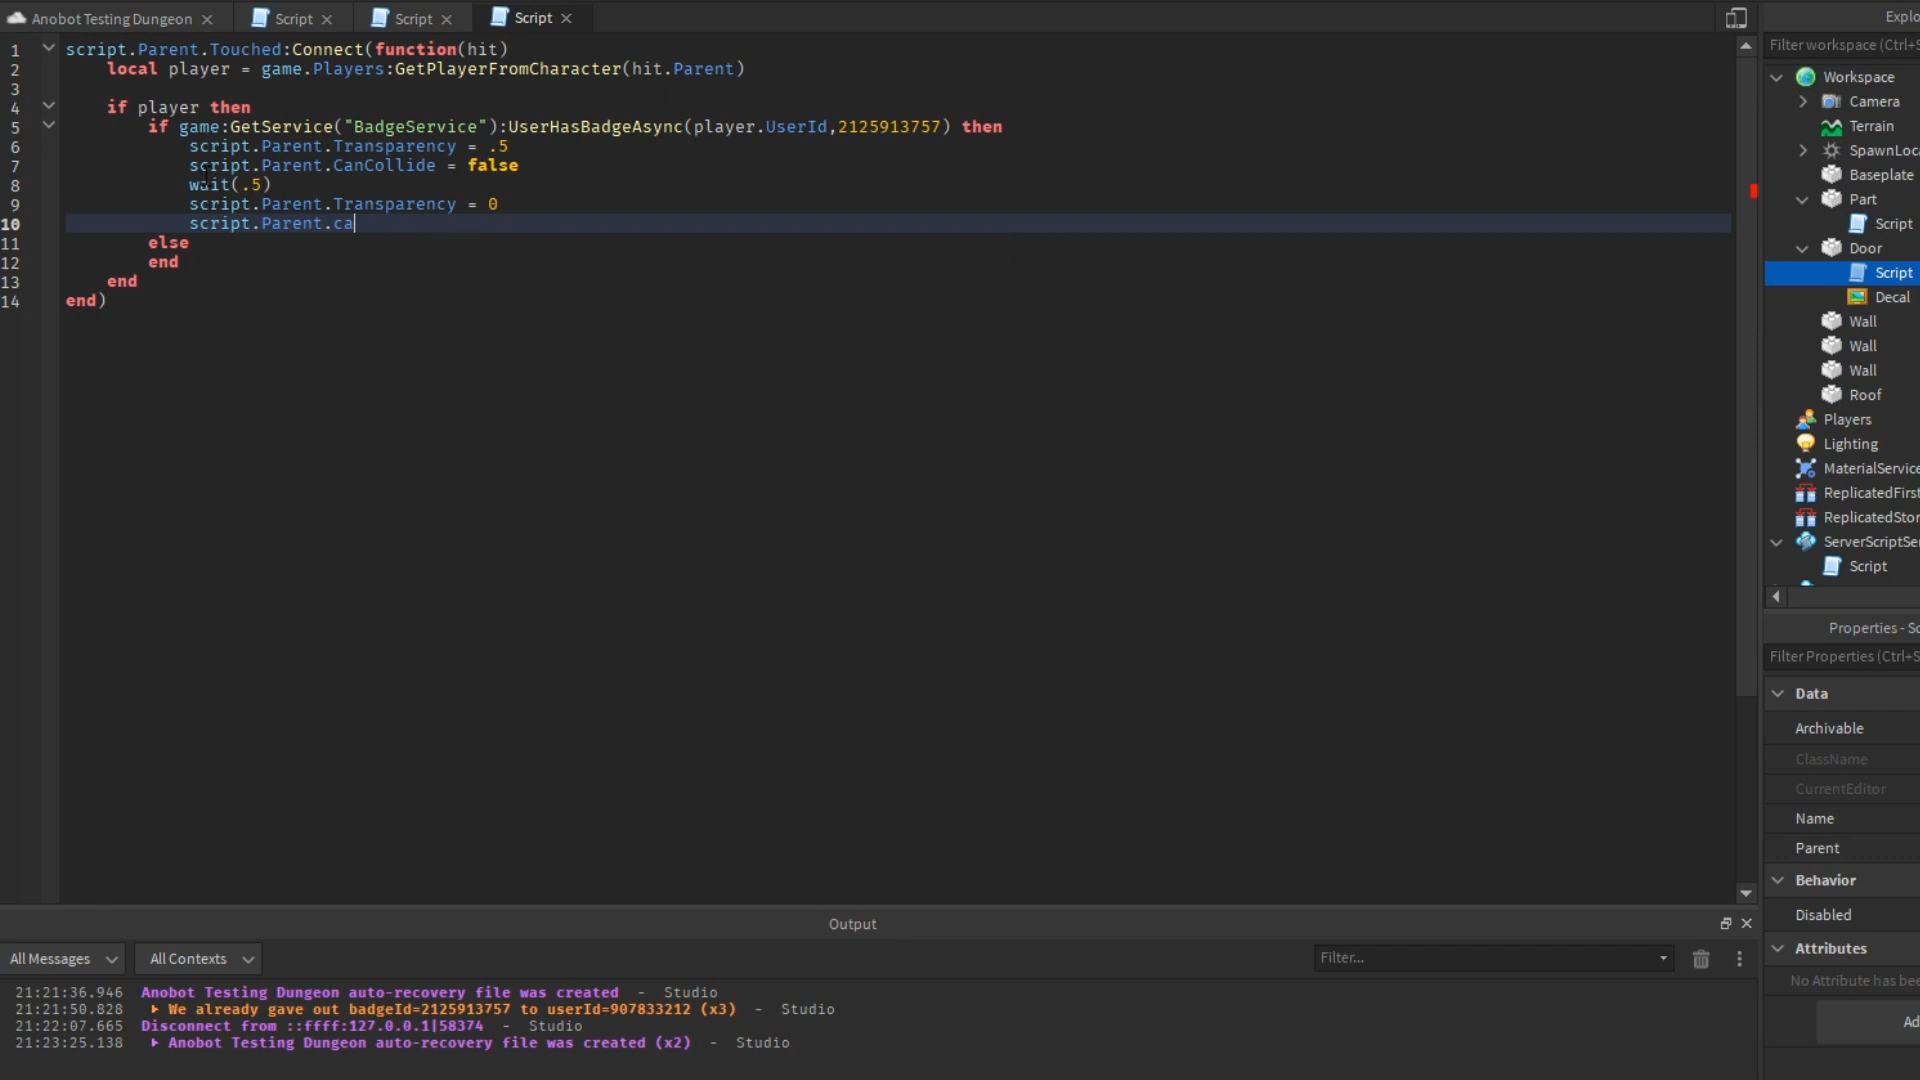 Anobot Testing Dungeon
Script
Script
Script
Explo
Filter workspace (Ctrl+S
1 script.Parent.Touched:Connect(function(hit)
2 local player = game.Players:GetPlayerFromCharacter(hit.Parent)
3
4 if player then
5 if game:GetService("BadgeService"):UserHasBadgeAsync(player.UserId,2125913757) then
6 script.Parent.Transparency = .5
7 script.Parent.CanCollide = false
8 wait(.5)
9 script.Parent.Transparency = 0
10 script.Parent.ca
11 else
12 end
13 end
14 end)
Workspace
Camera
Terrain
SpawnLoc
Baseplate
Part
Script
Door
Script
Decal
Wall
Wall
Wall
Roof
Players
Lighting
MaterialService
ReplicatedFirst
ReplicatedStor
ServerScriptSer
Script
Properties - Sc
Filter Properties (Ctrl+S
Data
Archivable
ClassName
CurrentEditor
Name
Parent
Behavior
Disabled
Attributes
No Attribute has bee
Ad
Output
All Messages
All Contexts
Filter...
21:21:36.946 Anobot Testing Dungeon auto-recovery file was created - Studio
21:21:50.828 We already gave out badgeId=2125913757 to userId=907833212 (x3) - Studio
21:22:07.665 Disconnect from ::ffff:127.0.0.1|58374 - Studio
21:23:25.138 Anobot Testing Dungeon auto-recovery file was created (x2) - Studio